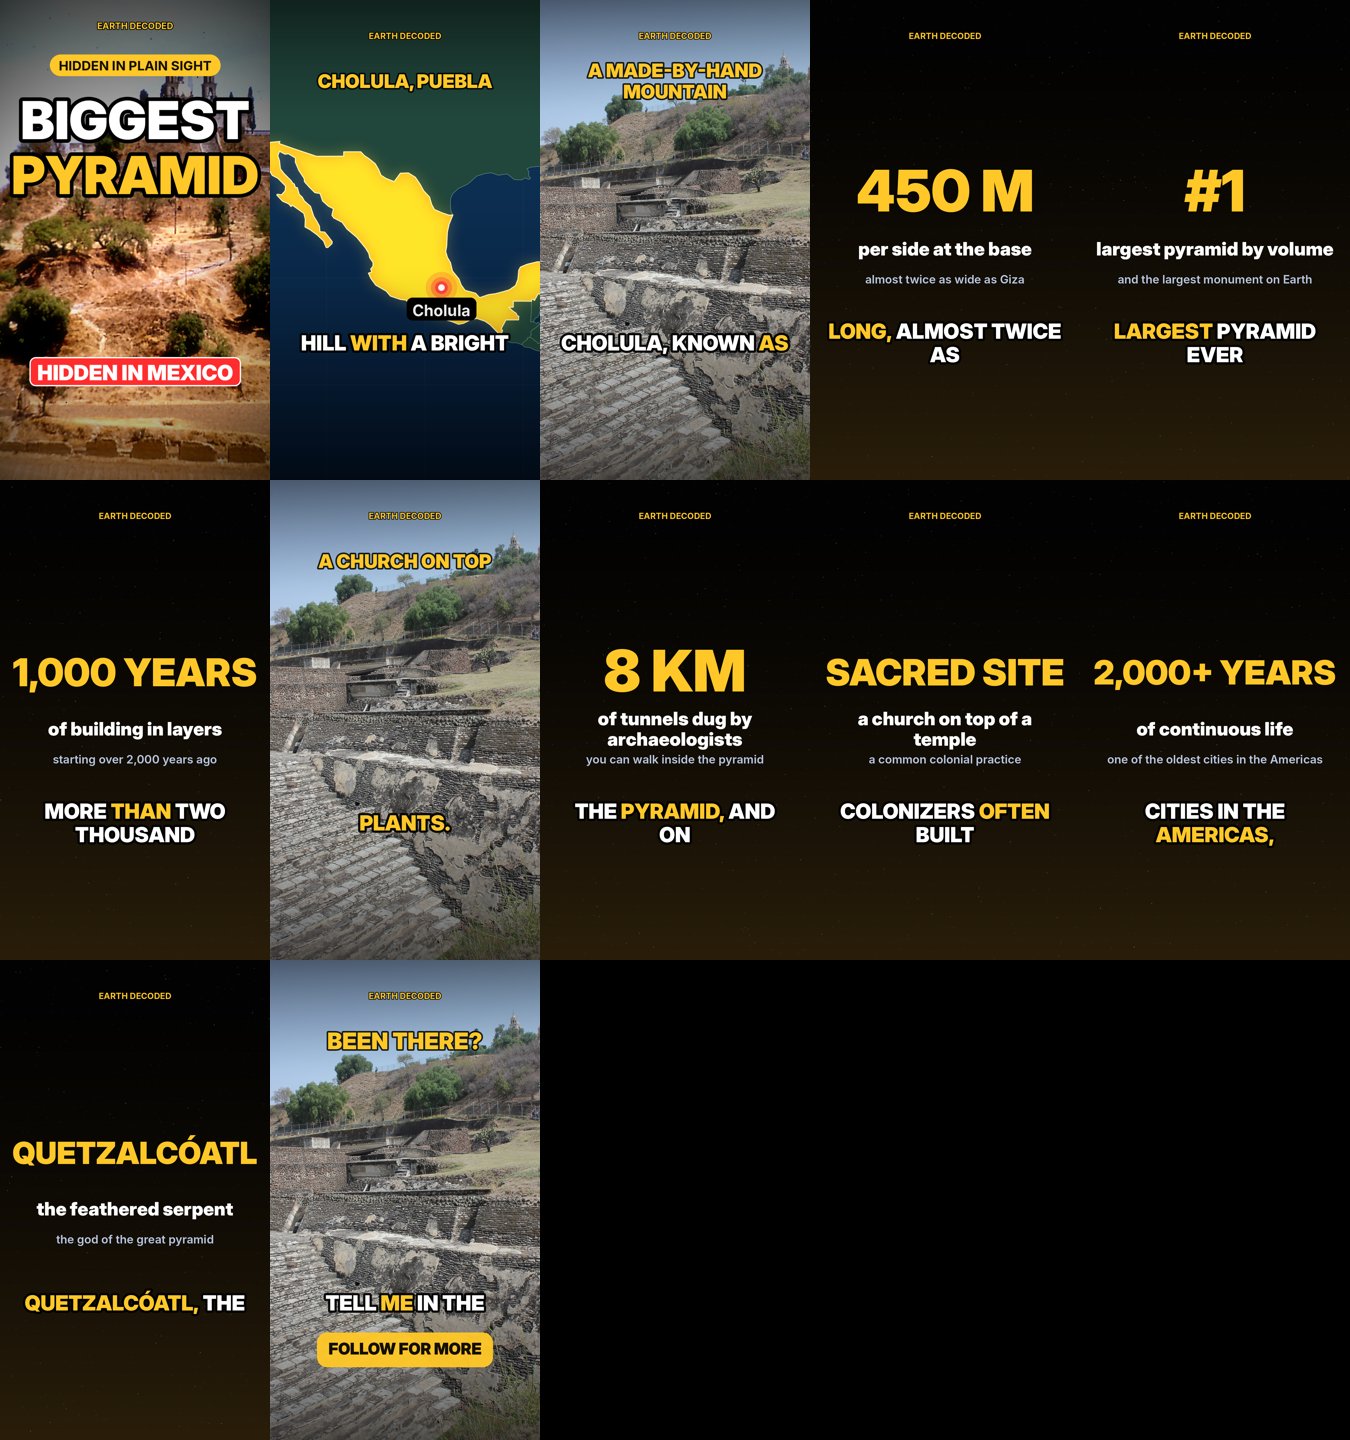 EARTH DECODED
HIDDEN IN PLAIN SIGHT
BIGGEST
PYRAMID
HIDDEN IN MEXICO
EARTH DECODED
CHOLULA, PUEBLA
Cholula
HILL WITH A BRIGHT
EARTH DECODED
A MADE-BY-HAND
MOUNTAIN
CHOLULA, KNOWN AS
EARTH DECODED
450 M
per side at the base
almost twice as wide as Giza
LONG, ALMOST TWICE
AS
EARTH DECODED
#1
largest pyramid by volume
and the largest monument on Earth
LARGEST PYRAMID
EVER
EARTH DECODED
1,000 YEARS
of building in layers
starting over 2,000 years ago
MORE THAN TWO
THOUSAND
EARTH DECODED
A CHURCH ON TOP
PLANTS.
EARTH DECODED
8 KM
of tunnels dug by
archaeologists
you can walk inside the pyramid
THE PYRAMID, AND
ON
EARTH DECODED
SACRED SITE
a church on top of a
temple
a common colonial practice
COLONIZERS OFTEN
BUILT
EARTH DECODED
2,000+ YEARS
of continuous life
one of the oldest cities in the Americas
CITIES IN THE
AMERICAS,
EARTH DECODED
QUETZALCÓATL
the feathered serpent
the god of the great pyramid
QUETZALCÓATL, THE
EARTH DECODED
BEEN THERE?
TELL ME IN THE
FOLLOW FOR MORE